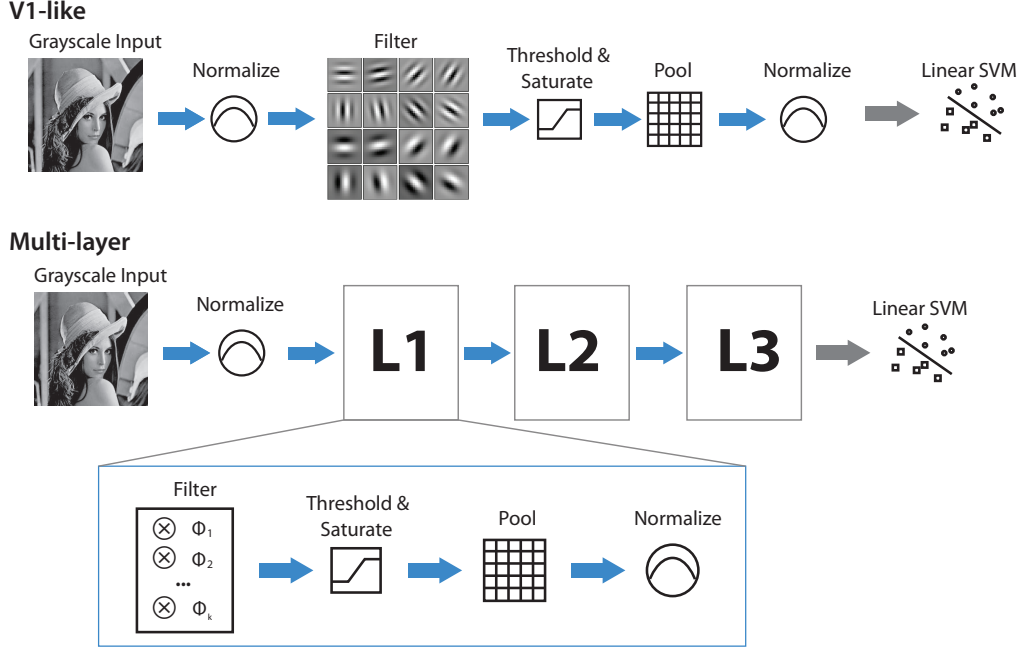 V1-like
Grayscale Input
Normalize
Filter
Threshold &
Saturate
Pool
Normalize
Linear SVM
Multi-layer
Grayscale Input
Normalize
L1
L2
L3
Linear SVM
Filter
Φ1
Φ2
...
Φk
Threshold &
Saturate
Pool
Normalize